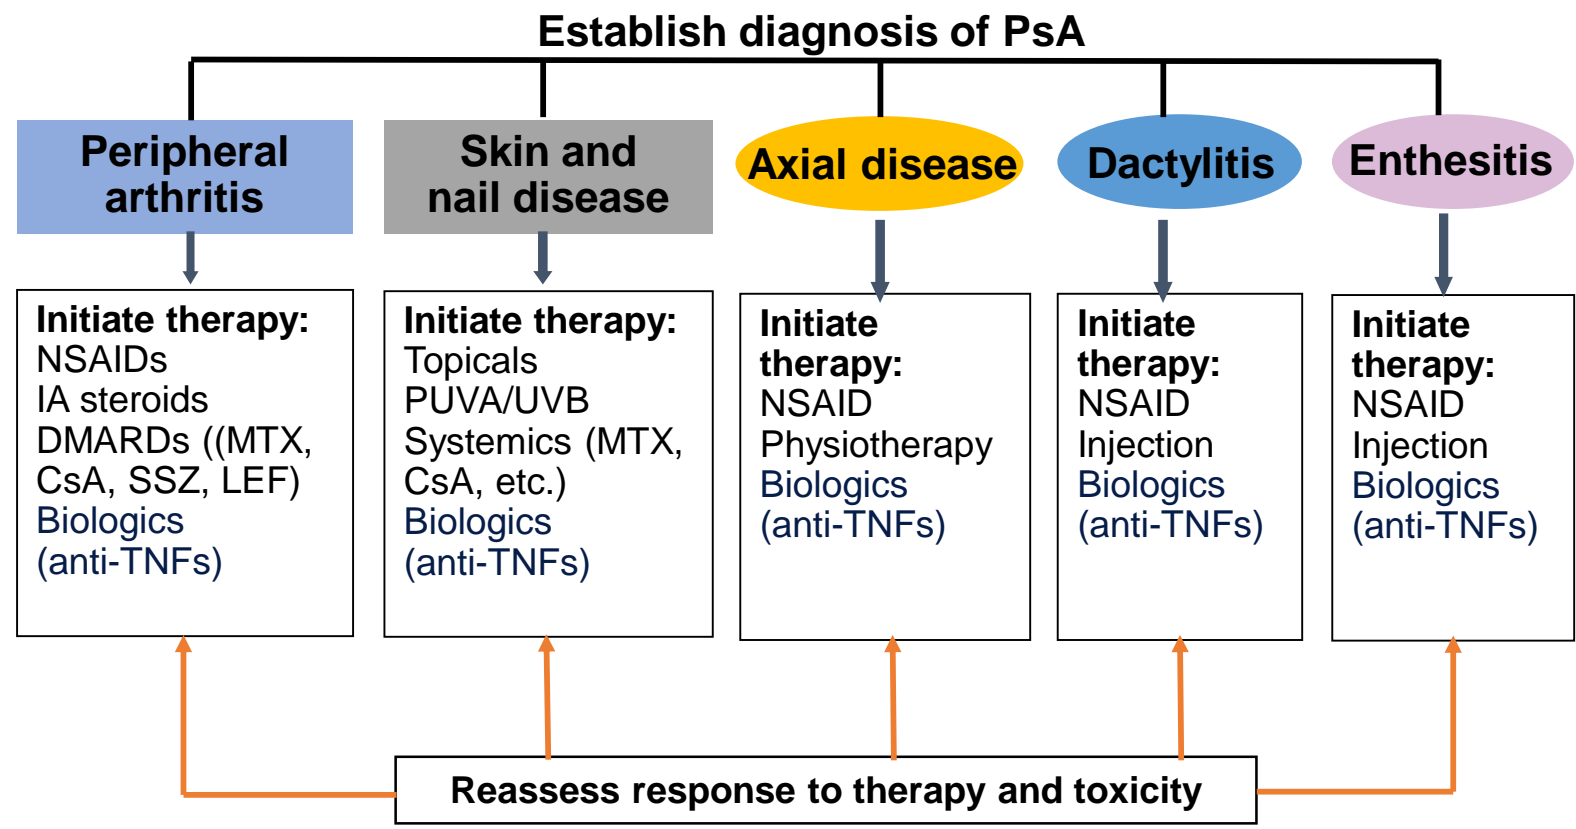 Establish diagnosis of PsA
Peripheral
arthritis
Skin and
nail disease
Axial disease
Dactylitis
Enthesitis
Initiate therapy:
NSAIDs
IA steroids
DMARDs ((MTX,
CsA, SSZ, LEF)
Biologics
(anti-TNFs)
Initiate therapy:
Topicals
PUVA/UVB
Systemics (MTX,
CsA, etc.)
Biologics
(anti-TNFs)
Initiate
therapy:
NSAID
Physiotherapy
Biologics
(anti-TNFs)
Initiate
therapy:
NSAID
Injection
Biologics
(anti-TNFs)
Initiate
therapy:
NSAID
Injection
Biologics
(anti-TNFs)
Reassess response to therapy and toxicity